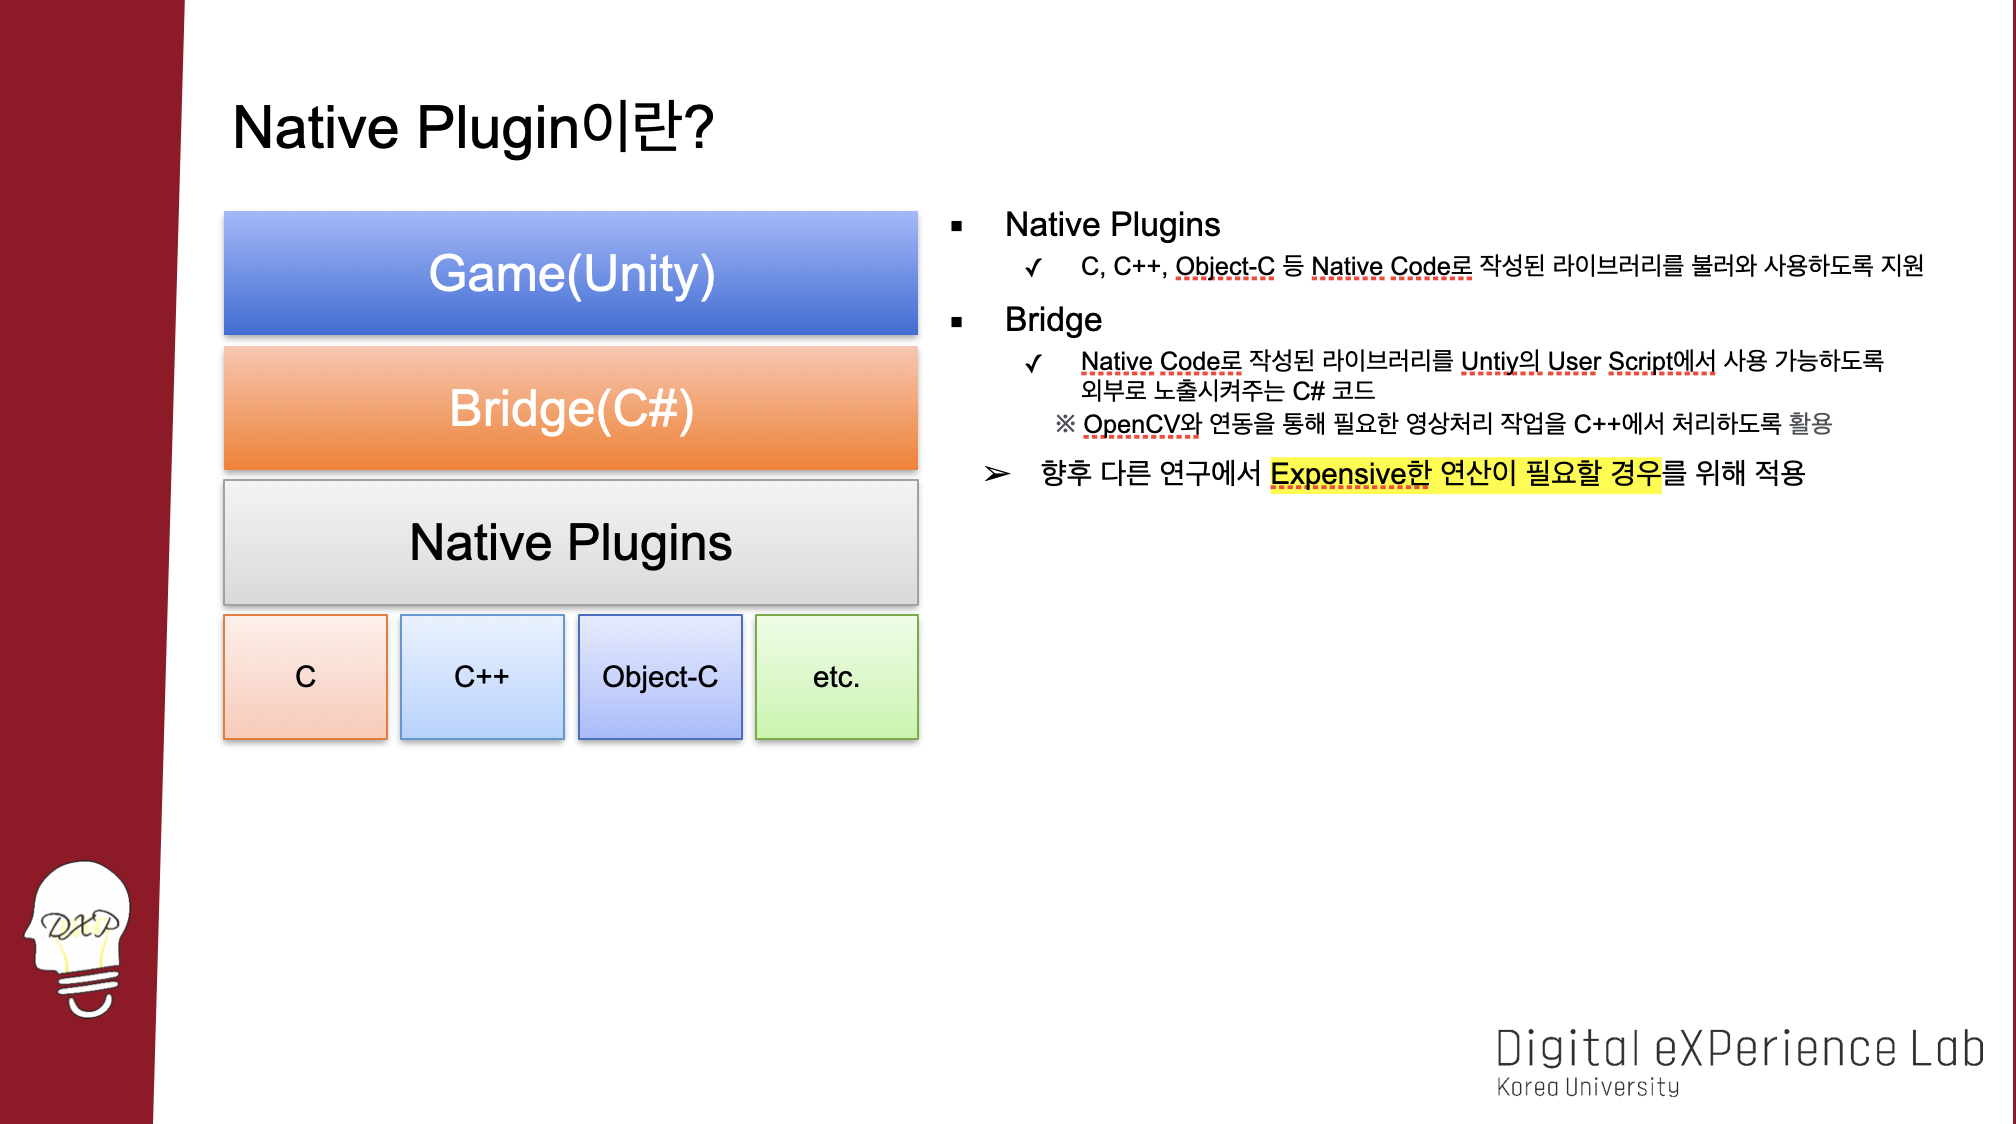 Native Plugin이란?
Game(Unity)
Bridge(C#)
Native Plugins
C
C++
Object-C
etc.
▪ Native Plugins
✓ C, C++, Object-C 등 Native Code로 작성된 라이브러리를 불러와 사용하도록 지원
▪ Bridge
✓ Native Code로 작성된 라이브러리를 Untiy의 User Script에서 사용 가능하도록
외부로 노출시켜주는 C# 코드
※ OpenCV와 연동을 통해 필요한 영상처리 작업을 C++에서 처리하도록 활용
➢ 향후 다른 연구에서 Expensive한 연산이 필요할 경우를 위해 적용
DXP
Digital eXPerience Lab
Korea University